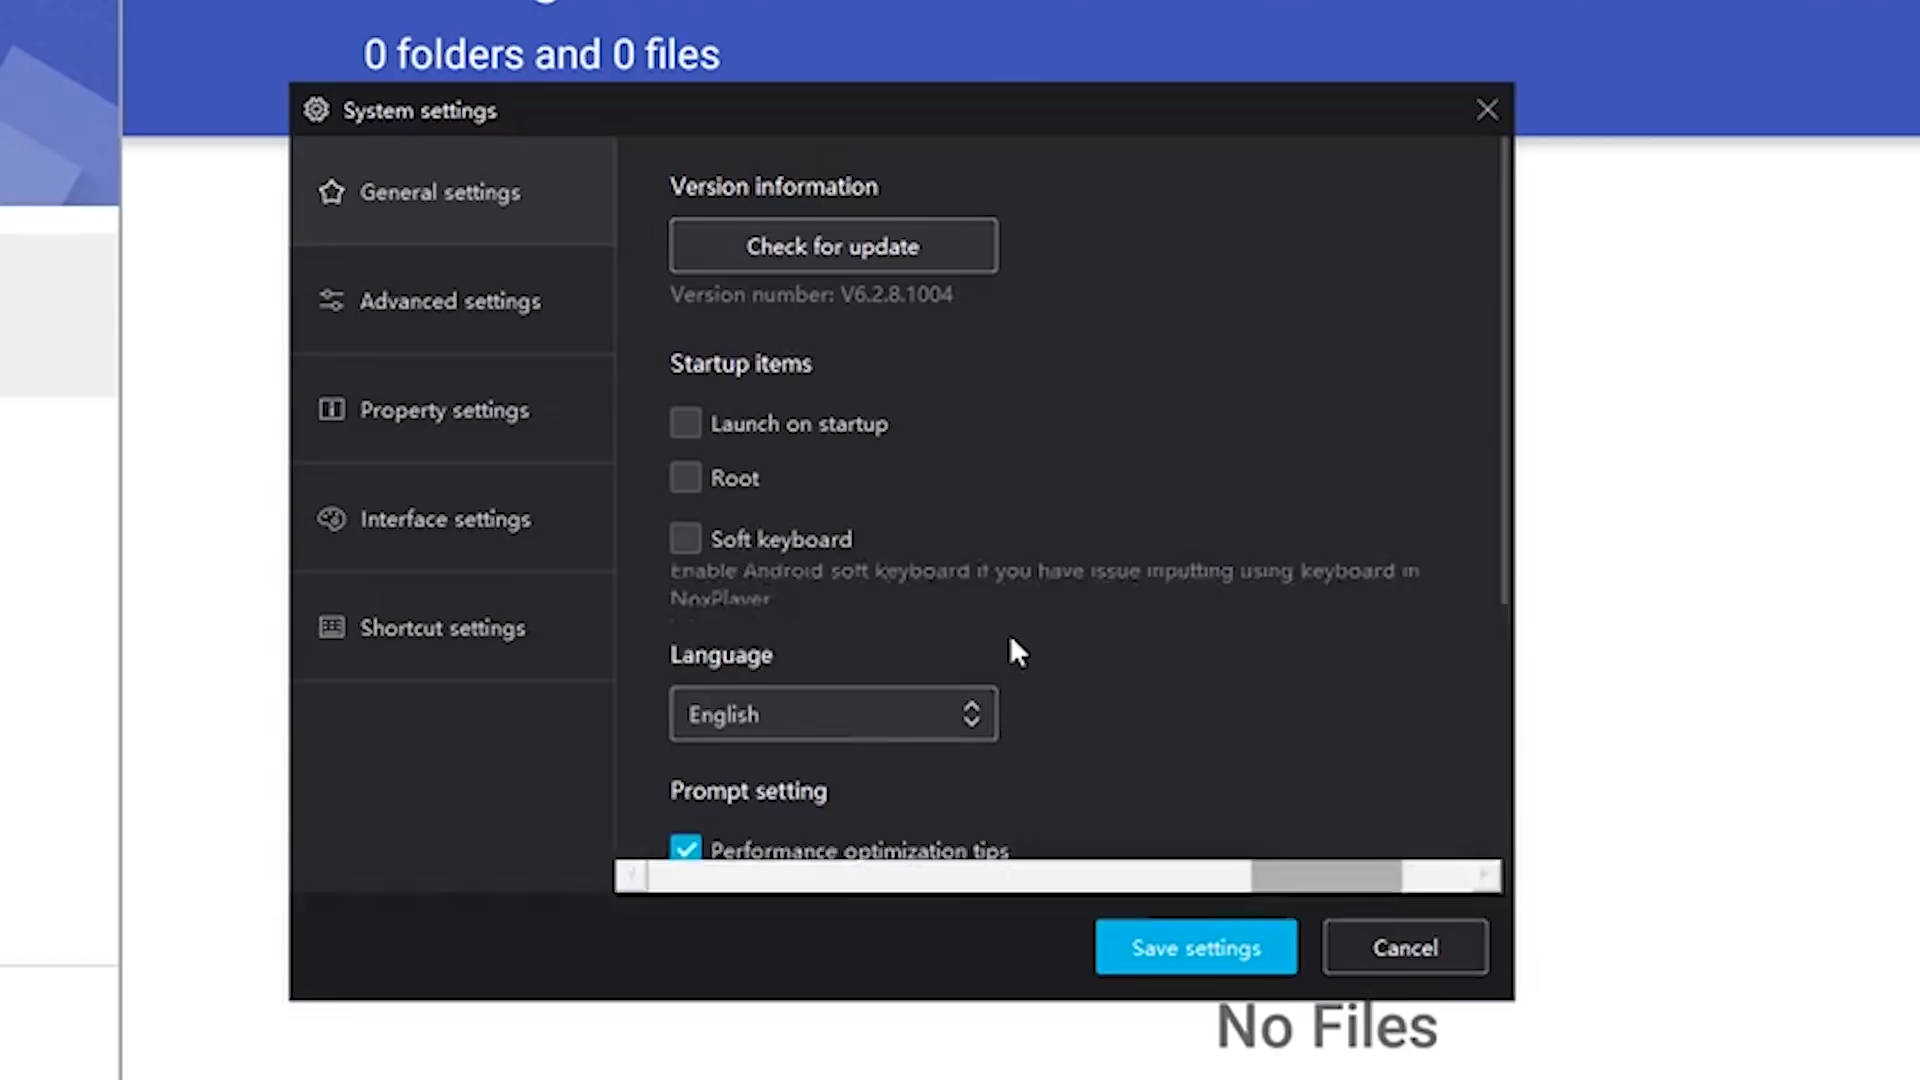 0 folders and 0 files
System settings
General settings
Advanced settings
Property settings
Interface settings
Shortcut settings
Version information
Check for update
Version number: V6.2.8.1004
Startup items
Launch on startup
Root
Soft keyboard
Enable Android soft keyboard if you have issue inputting using keyboard in
NoxPlayer
Language
English
Prompt setting
Performance optimization tips
Save settings
Cancel
No Files